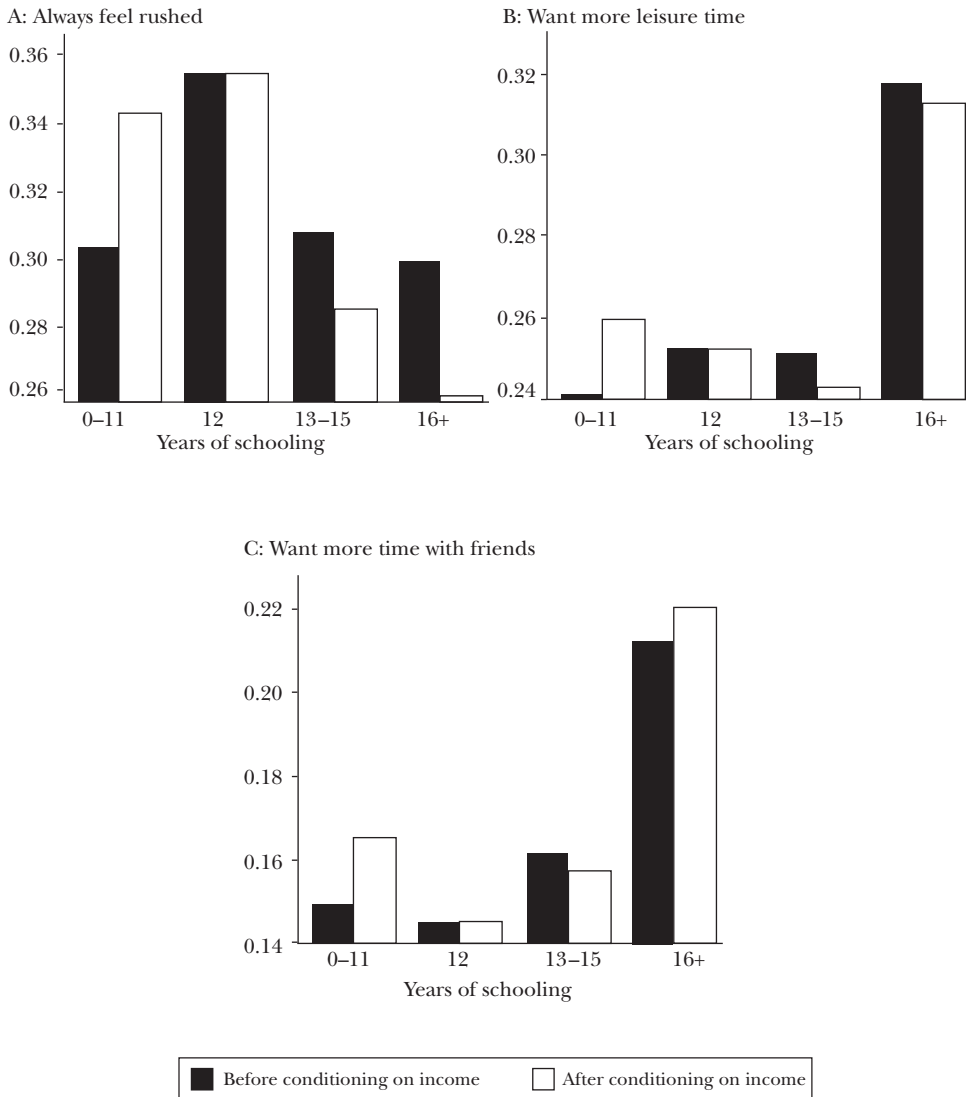 A: Always feel rushed
0.36
0.34
0.32
0.30
0.28
0.26
0–11 12 13–15 16+
Years of schooling
B: Want more leisure time
0.32
0.30
0.28
0.26
0.24
0–11 12 13–15 16+
Years of schooling
C: Want more time with friends
0.22
0.20
0.18
0.16
0.14
0–11 12 13–15 16+
Years of schooling
Before conditioning on income After conditioning on income